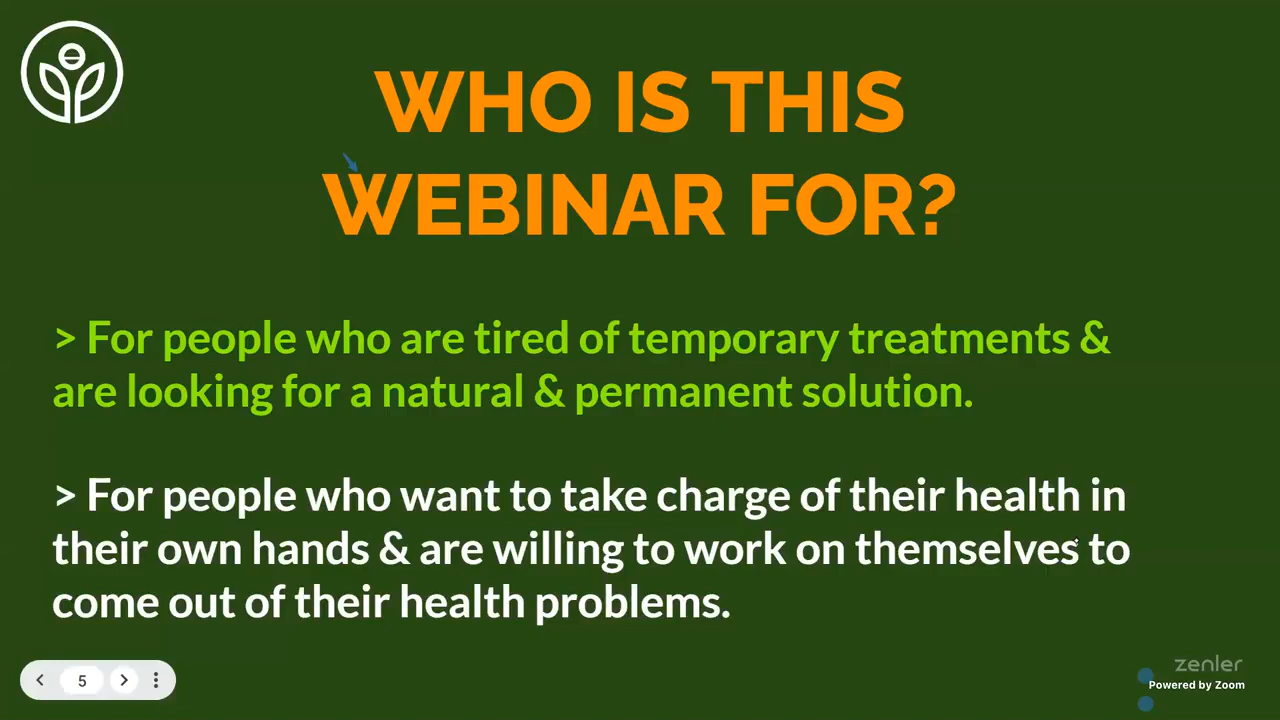 WHO IS THIS
WEBINAR FOR?
> For people who are tired of temporary treatments &
are looking for a natural & permanent solution.
> For people who want to take charge of their health in
their own hands & are willing to work on themselves to
come out of their health problems.
5
zenler
Powered by Zoom